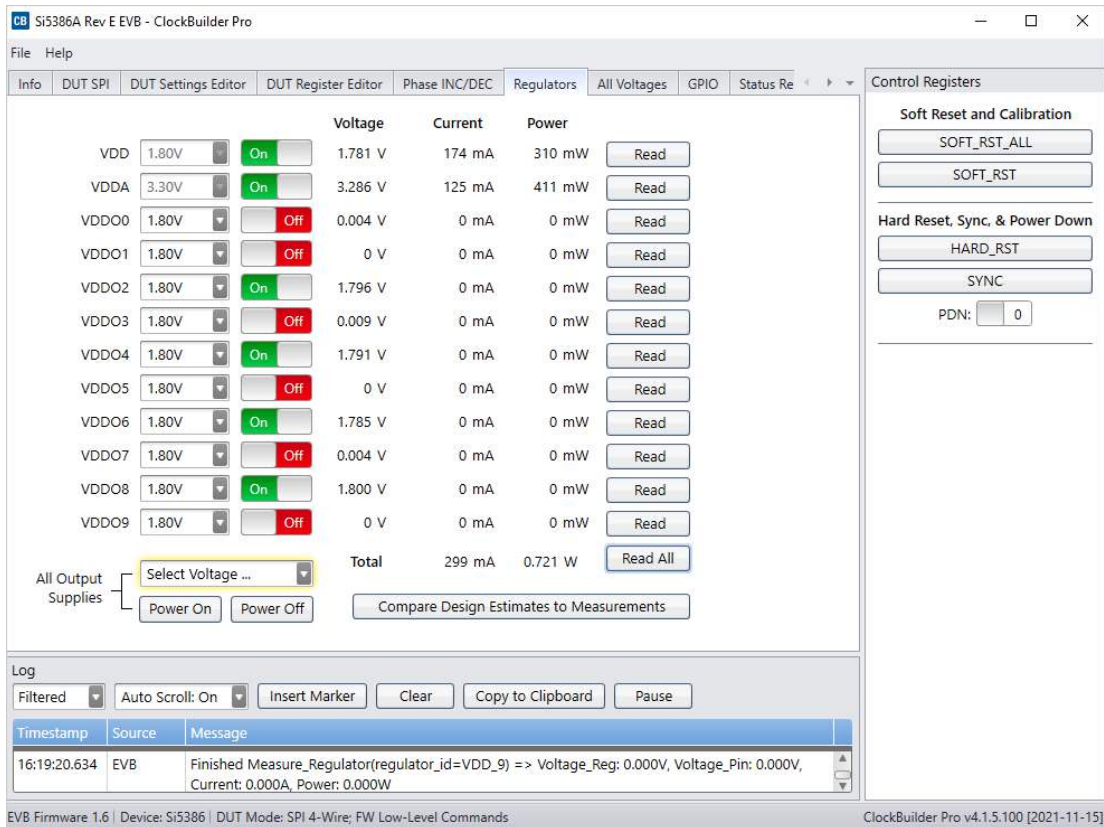 CB Si5386A Rev E EVB - ClockBuilder Pro
File Help
Info DUT SPI DUT Settings Editor DUT Register Editor Phase INC/DEC Regulators All Voltages GPIO Status Re
Voltage Current Power
VDD 1.80V On 1.781 V 174 mA 310 mW Read
VDDA 3.30V On 3.286 V 125 mA 411 mW Read
VDDO0 1.80V Off 0.004 V 0 mA 0 mW Read
VDDO1 1.80V Off 0 V 0 mA 0 mW Read
VDDO2 1.80V On 1.796 V 0 mA 0 mW Read
VDDO3 1.80V Off 0.009 V 0 mA 0 mW Read
VDDO4 1.80V On 1.791 V 0 mA 0 mW Read
VDDO5 1.80V Off 0 V 0 mA 0 mW Read
VDDO6 1.80V On 1.785 V 0 mA 0 mW Read
VDDO7 1.80V Off 0.004 V 0 mA 0 mW Read
VDDO8 1.80V On 1.800 V 0 mA 0 mW Read
VDDO9 1.80V Off 0 V 0 mA 0 mW Read
Total 299 mA 0.721 W Read All
All Output
Supplies
Select Voltage ...
Power On Power Off
Compare Design Estimates to Measurements
Control Registers
Soft Reset and Calibration
SOFT_RST_ALL
SOFT_RST
Hard Reset, Sync, & Power Down
HARD_RST
SYNC
PDN: 0
Log
Filtered Auto Scroll: On Insert Marker Clear Copy to Clipboard Pause
Timestamp Source Message
16:19:20.634 EVB Finished Measure_Regulator(regulator_id=VDD_9) => Voltage_Reg: 0.000V, Voltage_Pin: 0.000V,
Current: 0.000A, Power: 0.000W
EVB Firmware 1.6 Device: Si5386 DUT Mode: SPI 4-Wire; FW Low-Level Commands ClockBuilder Pro v4.1.5.100 [2021-11-15]